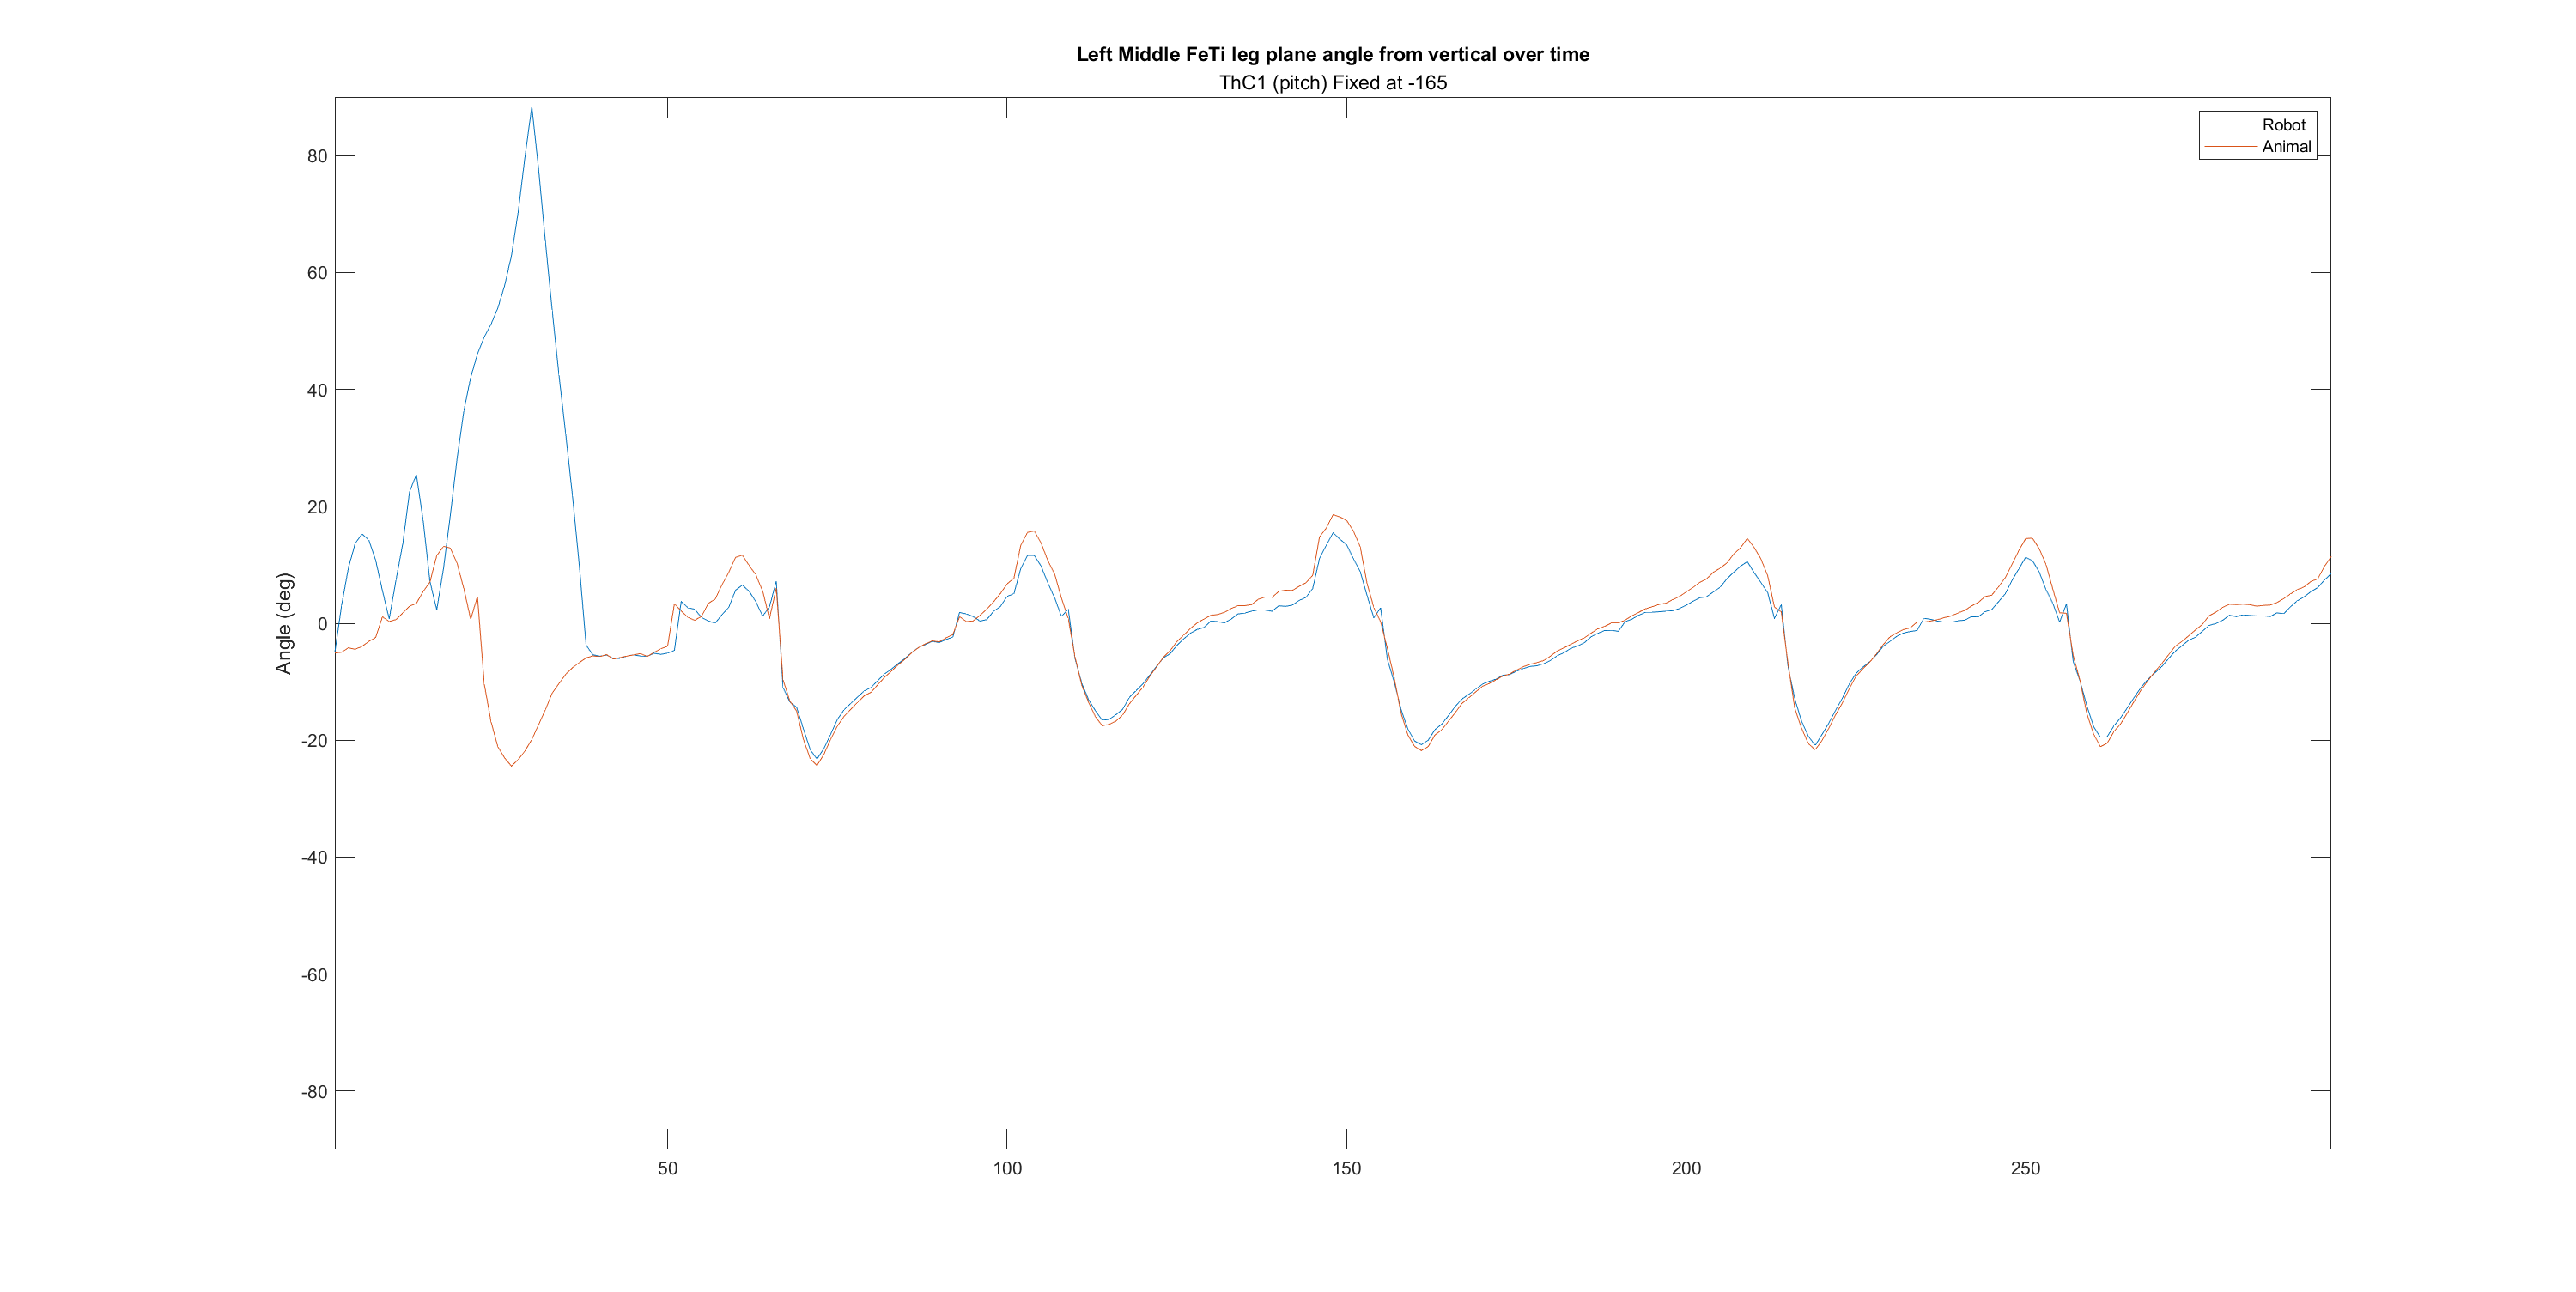 Left Middle FeTi leg plane angle from vertical over time
ThC1 (pitch) Fixed at -165
Robot
Animal
80
60
40
20
0
-20
-40
-60
-80
Angle (deg)
50 100 150 200 250